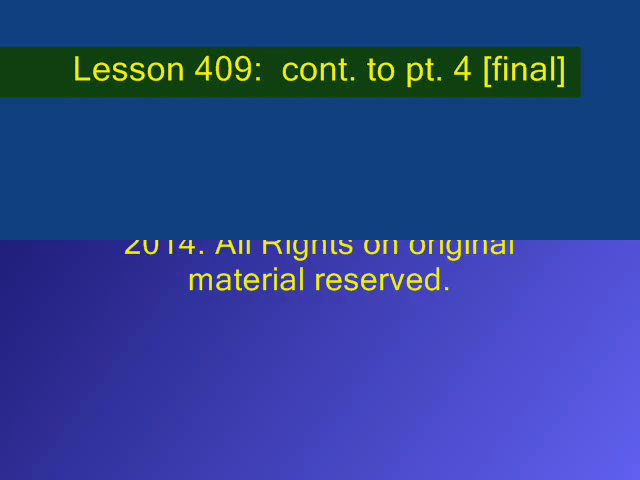 Lesson 409:  cont. to pt. 4 [final]
2014. All Rights on original
material reserved.